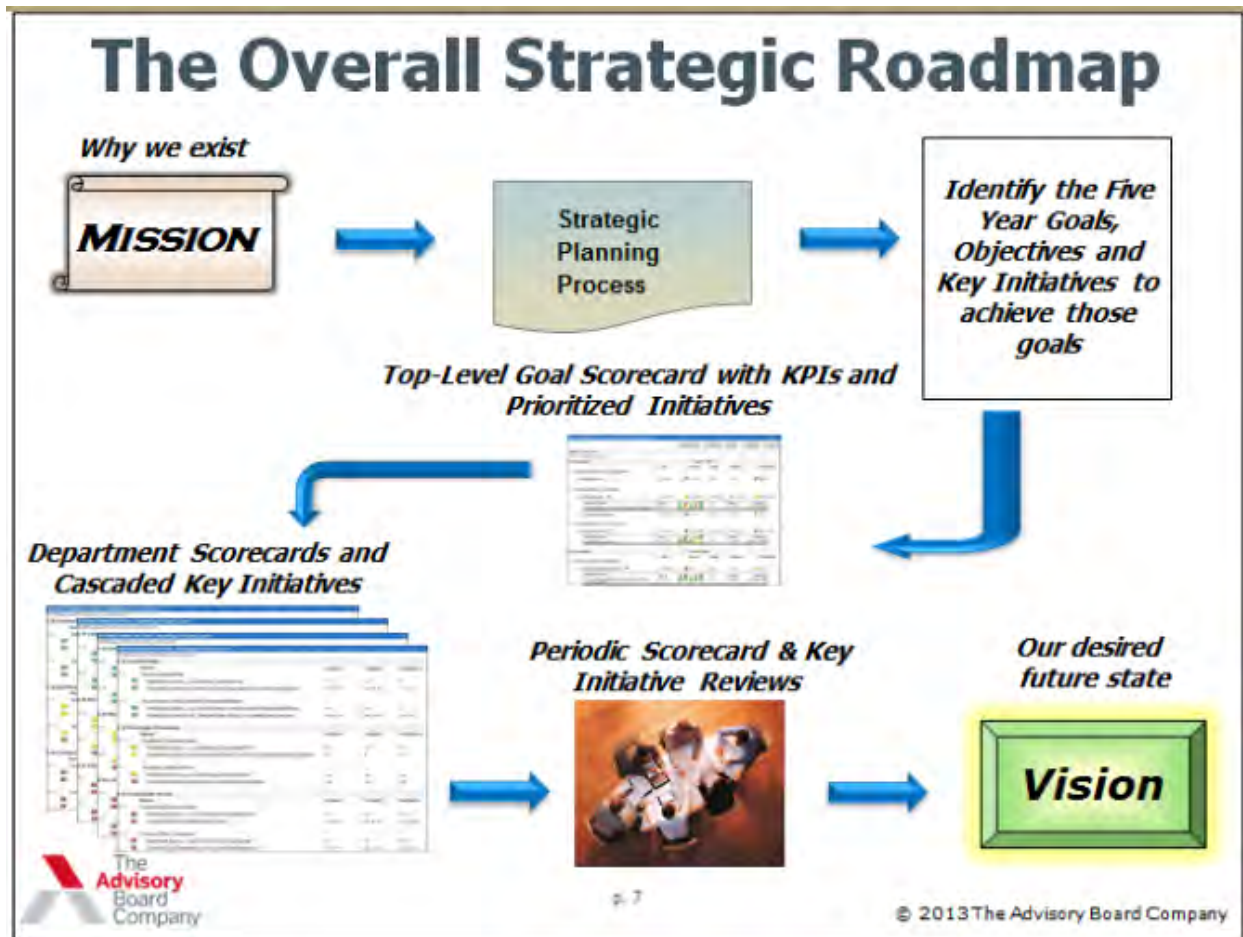 The Overall Strategic Roadmap
Why we exist
MISSION
Strategic
Planning
Process
Identify the Five
Year Goals,
Objectives and
Key Initiatives to
achieve those
goals
Top-Level Goal Scorecard with KPIs and
Prioritized Initiatives
Department Scorecards and
Cascaded Key Initiatives
Periodic Scorecard & Key
Initiative Reviews
Our desired
future state
Vision
The
Advisory
Board
Company
p. 7
© 2013 The Advisory Board Company